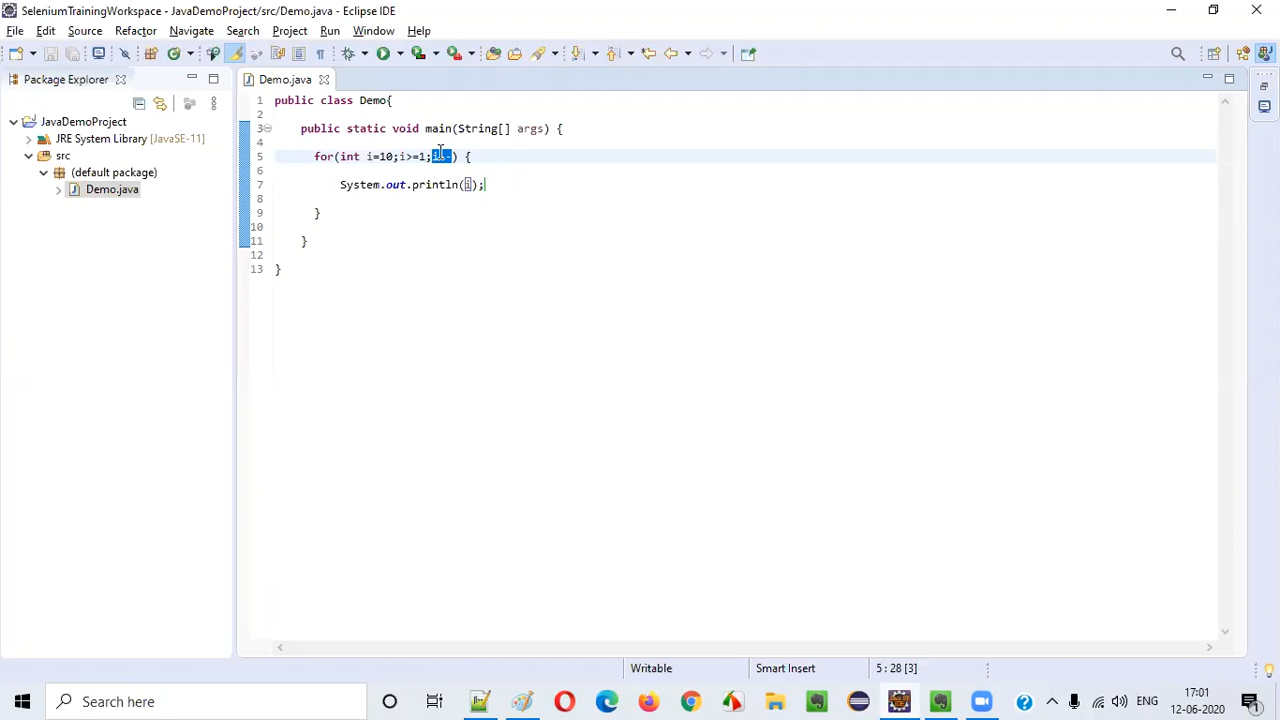 SeleniumTrainingWorkspace - JavaDemoProject/src/Demo.java - Eclipse IDE
File Edit Source Refactor Navigate Search Project Run Window Help
Package Explorer
Demo.java
JavaDemoProject
JRE System Library [JavaSE-11]
src
(default package)
Demo.java
1 public class Demo{
2
3 public static void main(String[] args) {
4
5 for(int i=10;i>=1;i--) {
6
7 System.out.println(i);
8
9 }
10
11 }
12
13 }
Writable
Smart Insert
5 : 28 [3]
Search here
ENG
17:01
12-06-2020
1